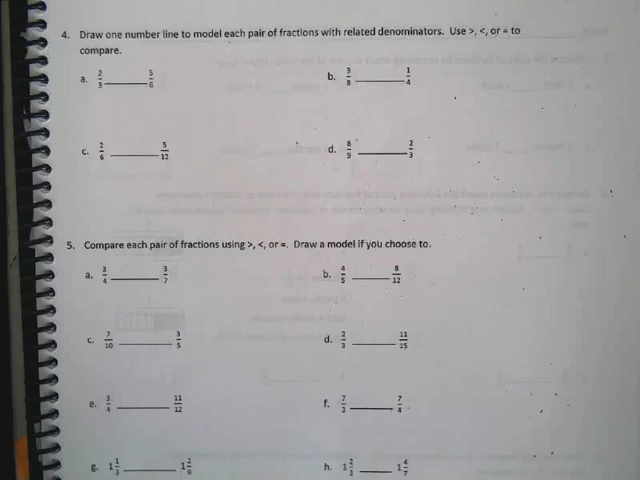 4. Draw one number line to model each pair of fractions with related denominators. Use >, <, or = to
compare.
a. 2/3 ______ 5/6 b. 3/8 ______ 1/4
c. 2/6 ______ 5/12 d. 8/9 ______ 2/3
5. Compare each pair of fractions using >, <, or =. Draw a model if you choose to.
a. 3/4 ______ 3/7 b. 4/5 ______ 8/12
c. 7/10 ______ 3/5 d. 2/3 ______ 11/15
e. 3/4 ______ 11/12 f. 7/3 ______ 7/4
g. 1 1/3 ______ 1 2/9 h. 1 2/3 ______ 1 4/7